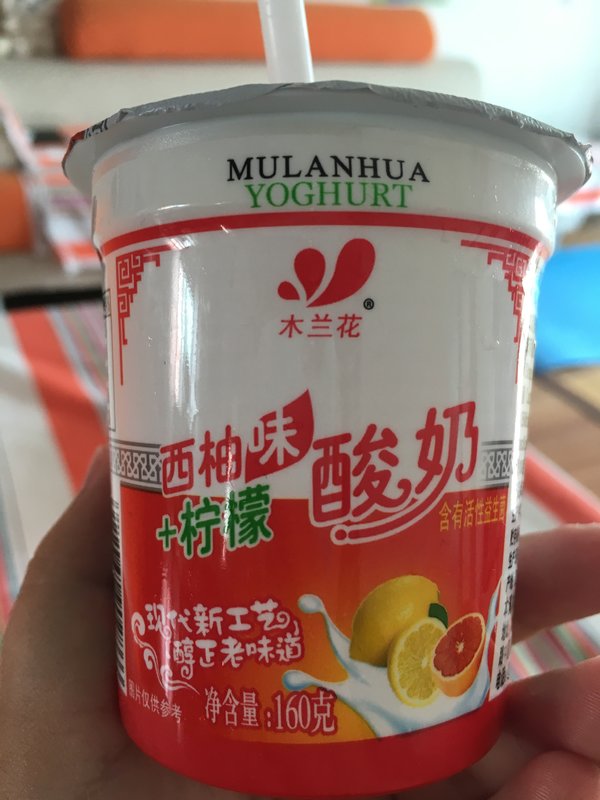 MULANHUA
YOGHURT
®
木兰花
西柚味
+柠檬
酸奶
含有活性益生菌
现代新工艺
醇正老味道
图片仅供参考
净含量:160克